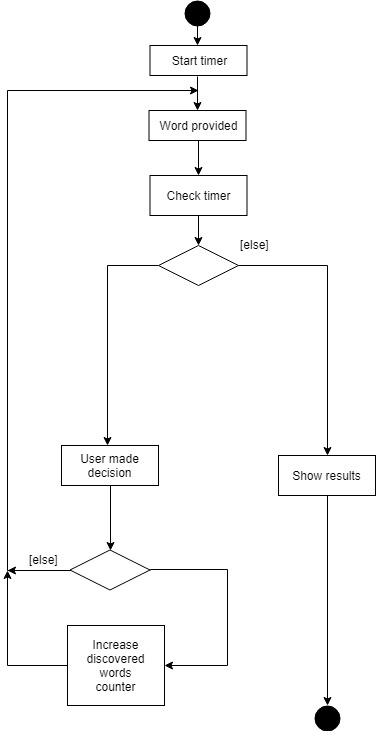 Start timer
Word provided
Check timer
[else]
User made
decision
Show results
[else]
Increase
discovered
words
counter